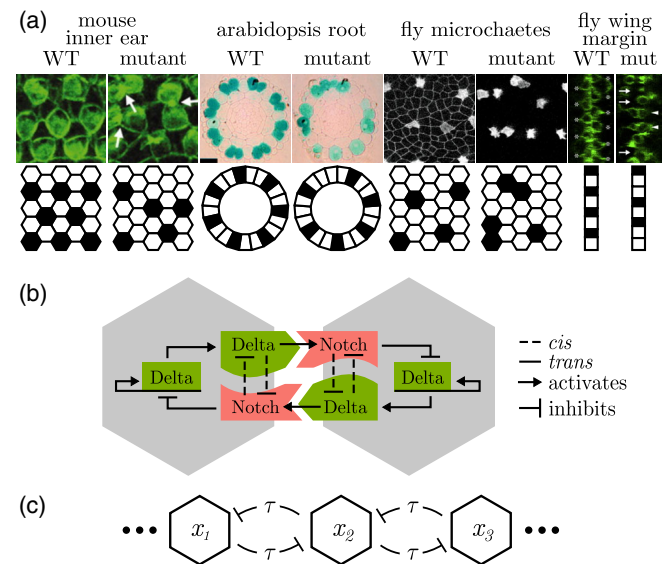 (a)
mouse inner ear
arabidopsis root
fly microchaetes
fly wing margin
WT mutant WT mutant WT mutant WT mut
(b)
Delta Notch
Delta Delta
Notch Delta
cis
trans
activates
inhibits
(c)
τ τ
x1 x2 x3
τ τ